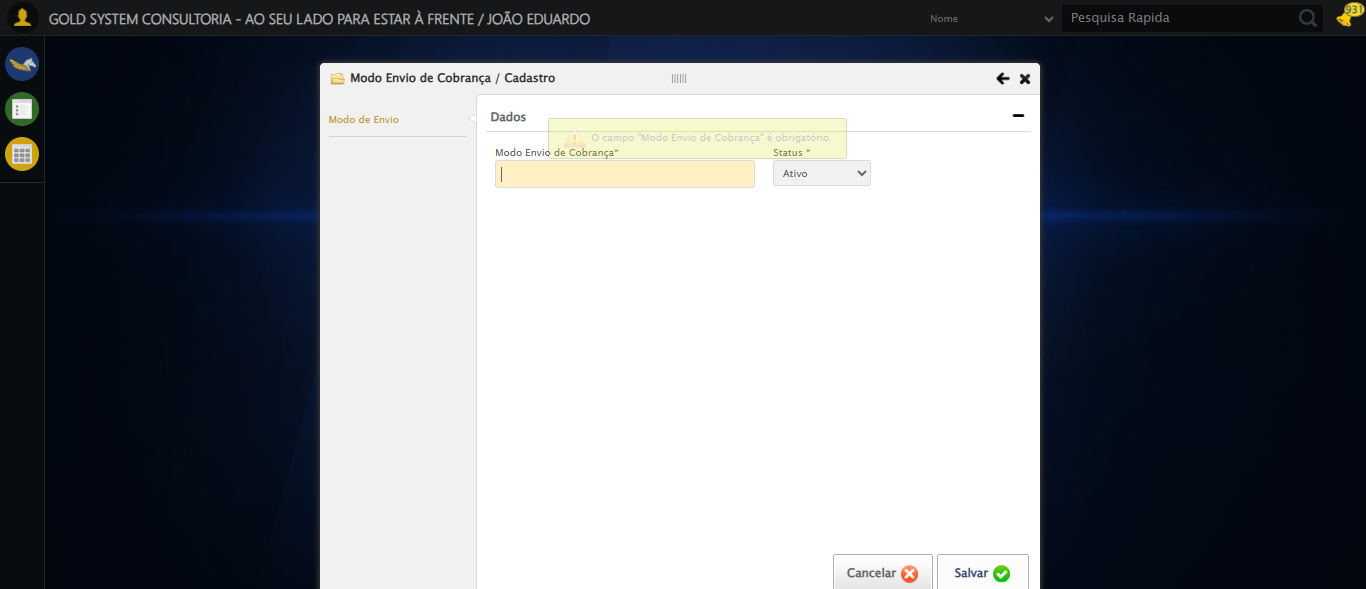 GOLD SYSTEM CONSULTORIA - AO SEU LADO PARA ESTAR À FRENTE / JOÃO EDUARDO
Nome
Pesquisa Rapida
931
Modo Envio de Cobrança / Cadastro
Modo de Envio
Dados
O campo "Modo Envio de Cobrança" é obrigatório.
Modo Envio de Cobrança*
Status *
Ativo
Cancelar
Salvar